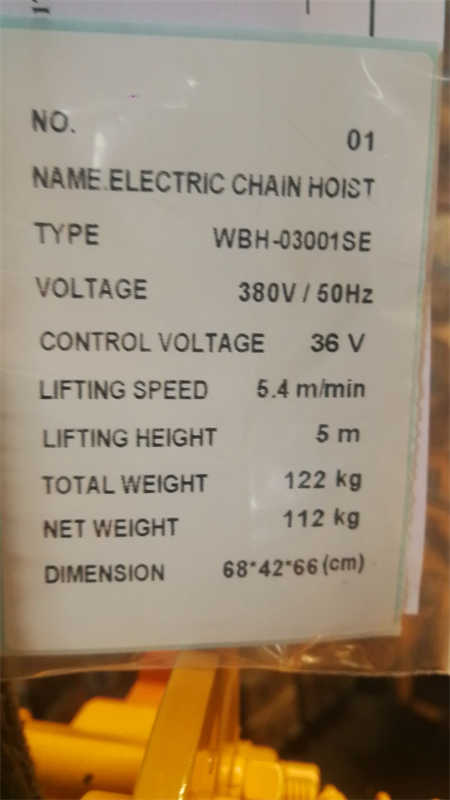 NO. 01
NAME.ELECTRIC CHAIN HOIST
TYPE WBH-03001SE
VOLTAGE 380V / 50Hz
CONTROL VOLTAGE 36 V
LIFTING SPEED 5.4 m/min
LIFTING HEIGHT 5 m
TOTAL WEIGHT 122 kg
NET WEIGHT 112 kg
DIMENSION 68*42*66(cm)